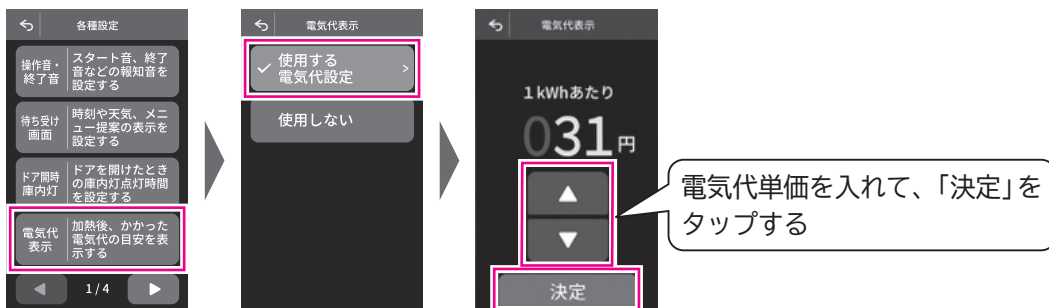 各種設定
操作音・
終了音
スタート音、終了
音などの報知音を
設定する
待ち受け
画面
時刻や天気、メニ
ュー提案の表示を
設定する
ドア開時
庫内灯
ドアを開けたとき
の庫内灯点灯時間
を設定する
電気代
表示
加熱後、かかった
電気代の目安を表
示する
1/4
電気代表示
使用する
電気代設定
使用しない
電気代表示
1kWhあたり
031円
決定
電気代単価を入れて、「決定」を
タップする